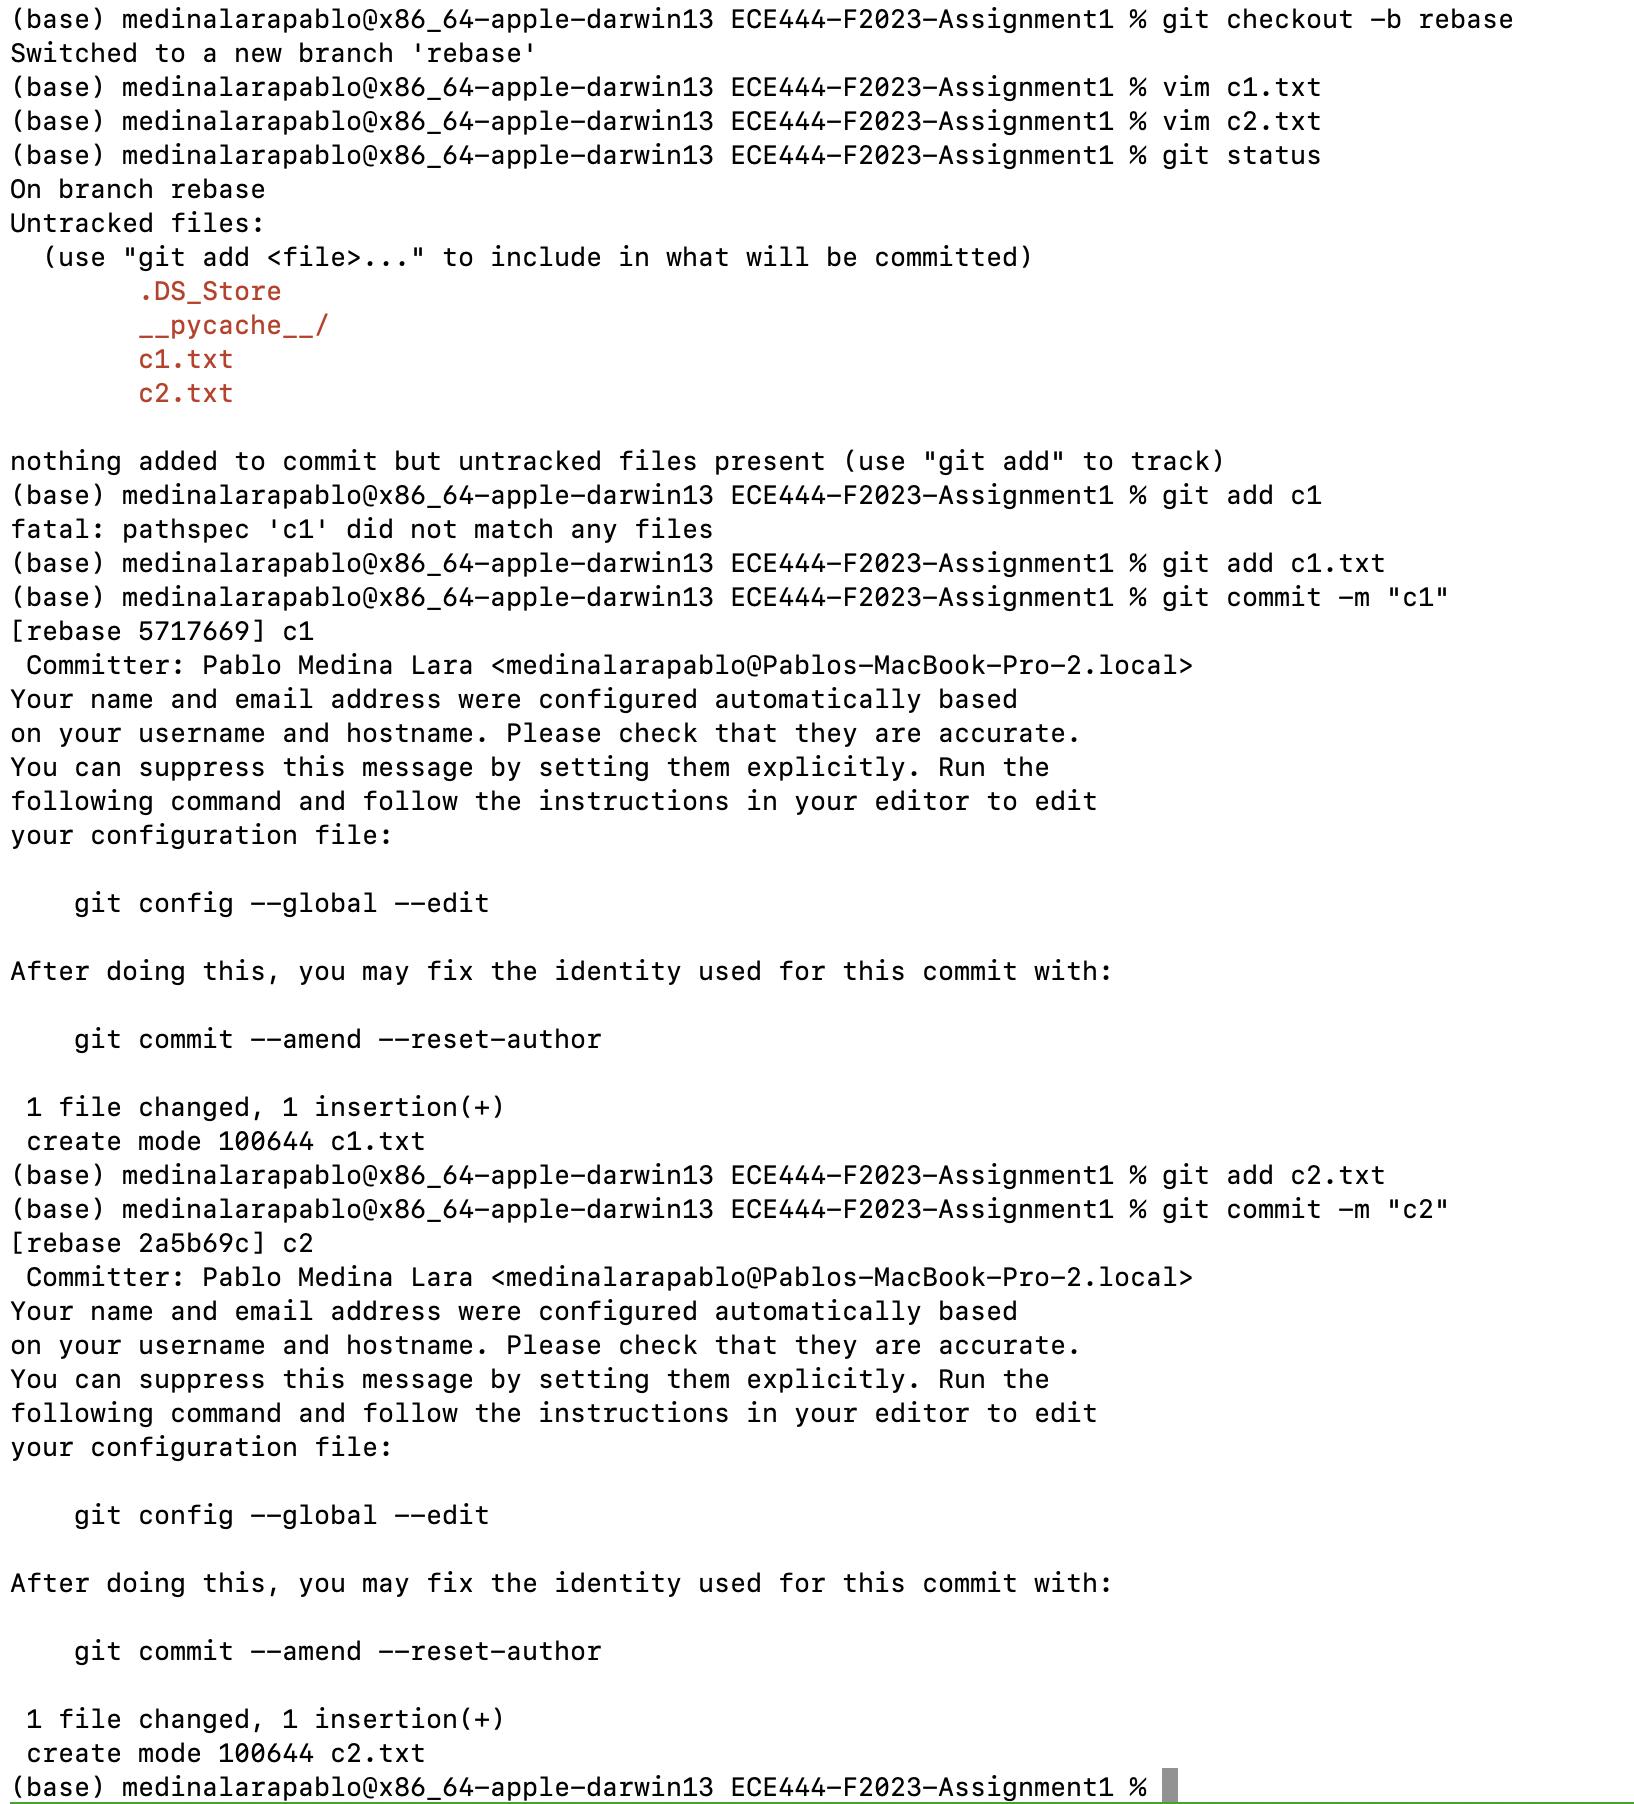 (base) medinalarapablo@x86_64-apple-darwin13 ECE444-F2023-Assignment1 % git checkout -b rebase
Switched to a new branch 'rebase'
(base) medinalarapablo@x86_64-apple-darwin13 ECE444-F2023-Assignment1 % vim c1.txt
(base) medinalarapablo@x86_64-apple-darwin13 ECE444-F2023-Assignment1 % vim c2.txt
(base) medinalarapablo@x86_64-apple-darwin13 ECE444-F2023-Assignment1 % git status
On branch rebase
Untracked files:
  (use "git add <file>..." to include in what will be committed)
        .DS_Store
        __pycache__/
        c1.txt
        c2.txt

nothing added to commit but untracked files present (use "git add" to track)
(base) medinalarapablo@x86_64-apple-darwin13 ECE444-F2023-Assignment1 % git add c1
fatal: pathspec 'c1' did not match any files
(base) medinalarapablo@x86_64-apple-darwin13 ECE444-F2023-Assignment1 % git add c1.txt
(base) medinalarapablo@x86_64-apple-darwin13 ECE444-F2023-Assignment1 % git commit -m "c1"
[rebase 5717669] c1
 Committer: Pablo Medina Lara <medinalarapablo@Pablos-MacBook-Pro-2.local>
Your name and email address were configured automatically based
on your username and hostname. Please check that they are accurate.
You can suppress this message by setting them explicitly. Run the
following command and follow the instructions in your editor to edit
your configuration file:

    git config --global --edit

After doing this, you may fix the identity used for this commit with:

    git commit --amend --reset-author

 1 file changed, 1 insertion(+)
 create mode 100644 c1.txt
(base) medinalarapablo@x86_64-apple-darwin13 ECE444-F2023-Assignment1 % git add c2.txt
(base) medinalarapablo@x86_64-apple-darwin13 ECE444-F2023-Assignment1 % git commit -m "c2"
[rebase 2a5b69c] c2
 Committer: Pablo Medina Lara <medinalarapablo@Pablos-MacBook-Pro-2.local>
Your name and email address were configured automatically based
on your username and hostname. Please check that they are accurate.
You can suppress this message by setting them explicitly. Run the
following command and follow the instructions in your editor to edit
your configuration file:

    git config --global --edit

After doing this, you may fix the identity used for this commit with:

    git commit --amend --reset-author

 1 file changed, 1 insertion(+)
 create mode 100644 c2.txt
(base) medinalarapablo@x86_64-apple-darwin13 ECE444-F2023-Assignment1 %